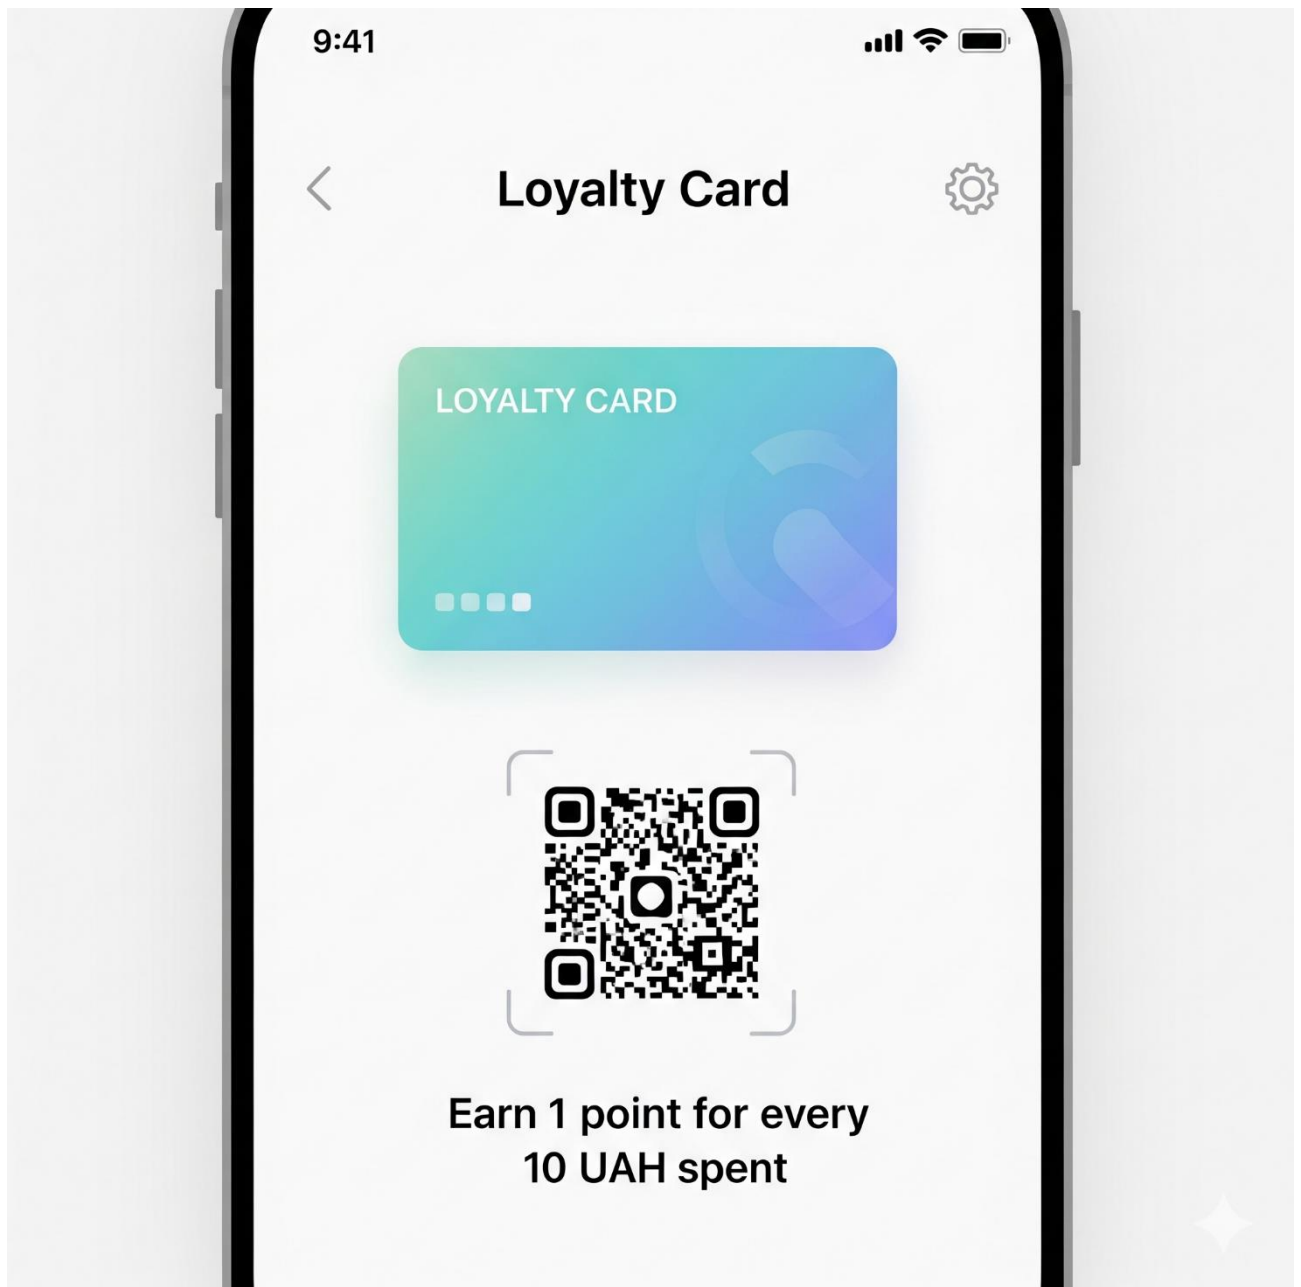 9:41
Loyalty Card
LOYALTY CARD
Earn 1 point for every
10 UAH spent